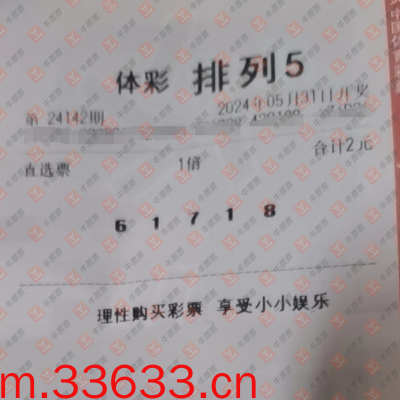 体彩 排列5
第 24142期 2024年05月31日开奖
合计2元
直选票 1倍
6 1 7 1 8
理性购买彩票 享受小小娱乐
m.33633.cn